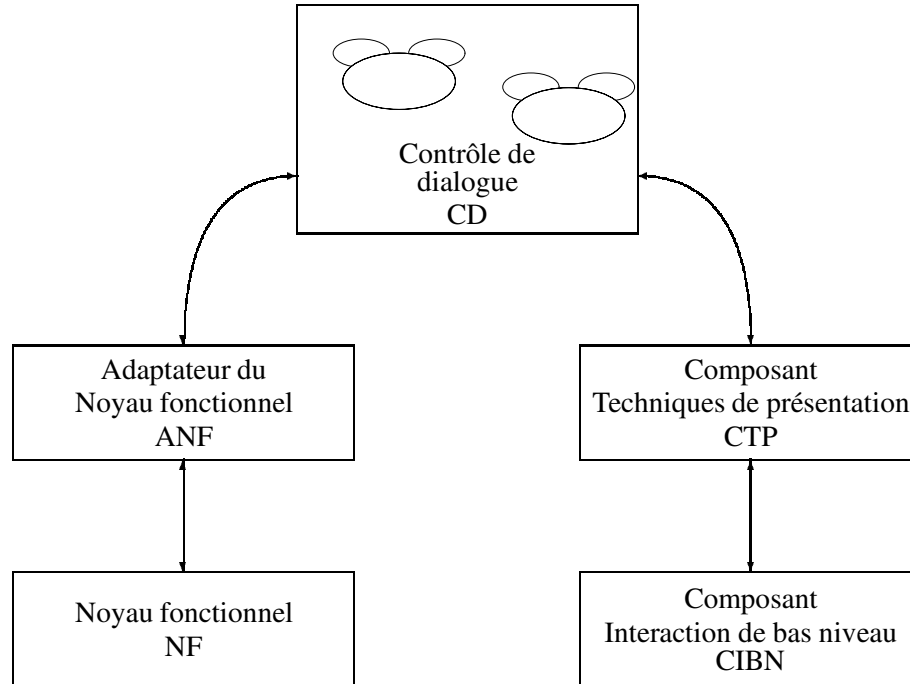 Contrôle de
dialogue
CD
Adaptateur du
Noyau fonctionnel
ANF
Composant
Techniques de présentation
CTP
Noyau fonctionnel
NF
Composant
Interaction de bas niveau
CIBN